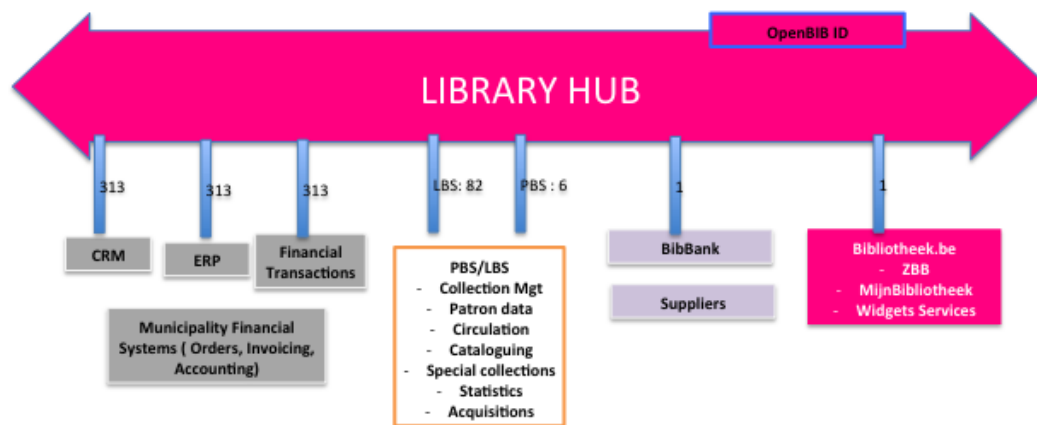 OpenBIB ID
LIBRARY HUB
313
313
313
LBS: 82
PBS : 6
1
1
CRM
ERP
Financial
Transactions
Municipality Financial
Systems ( Orders, Invoicing,
Accounting)
PBS/LBS
- Collection Mgt
- Patron data
- Circulation
- Cataloguing
- Special collections
- Statistics
- Acquisitions
BibBank
Suppliers
Bibliotheek.be
- ZBB
- MijnBibliotheek
- Widgets Services